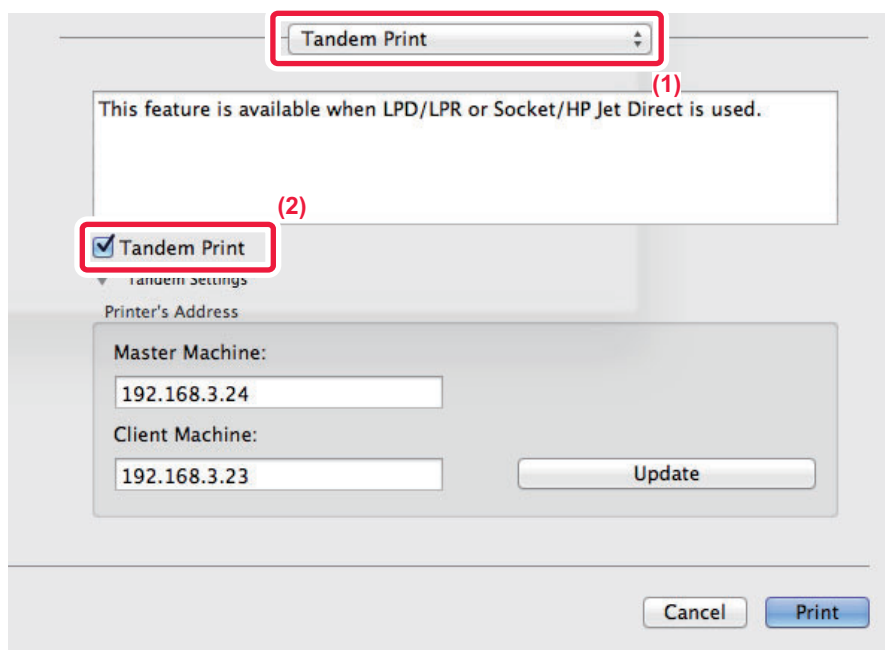 Tandem Print
(1)
This feature is available when LPD/LPR or Socket/HP Jet Direct is used.
(2)
Tandem Print
Tandem Settings
Printer's Address
Master Machine:
192.168.3.24
Client Machine:
192.168.3.23
Update
Cancel
Print